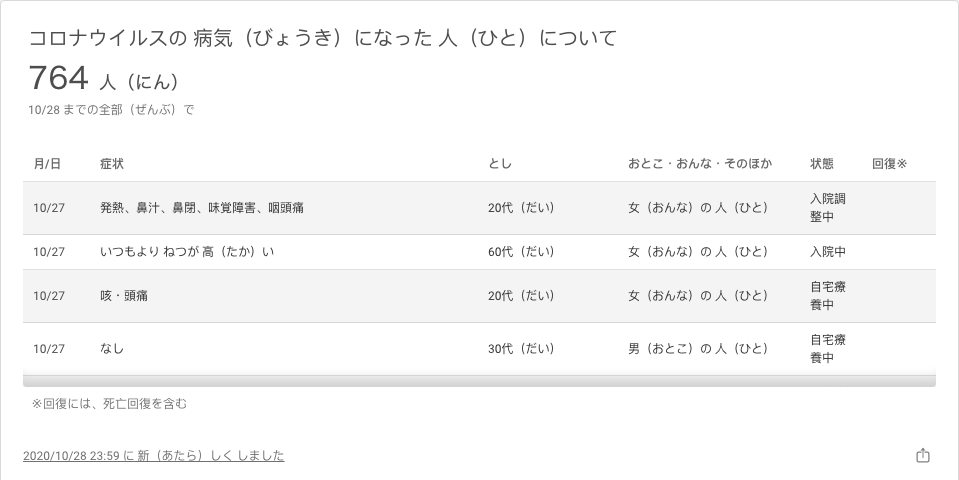 コロナウイルスの 病気（びょうき）になった 人（ひと）について
764 人（にん）
10/28 までの全部（ぜんぶ）で
月/日 症状 とし おとこ・おんな・そのほか 状態 回復※
10/27 発熱、鼻汁、鼻閉、味覚障害、咽頭痛 20代（だい） 女（おんな）の 人（ひと） 入院調
整中
10/27 いつもより ねつが 高（たか）い 60代（だい） 女（おんな）の 人（ひと） 入院中
10/27 咳・頭痛 20代（だい） 女（おんな）の 人（ひと） 自宅療
養中
10/27 なし 30代（だい） 男（おとこ）の 人（ひと） 自宅療
養中
※回復には、死亡回復を含む
2020/10/28 23:59 に 新（あたら）しく しました